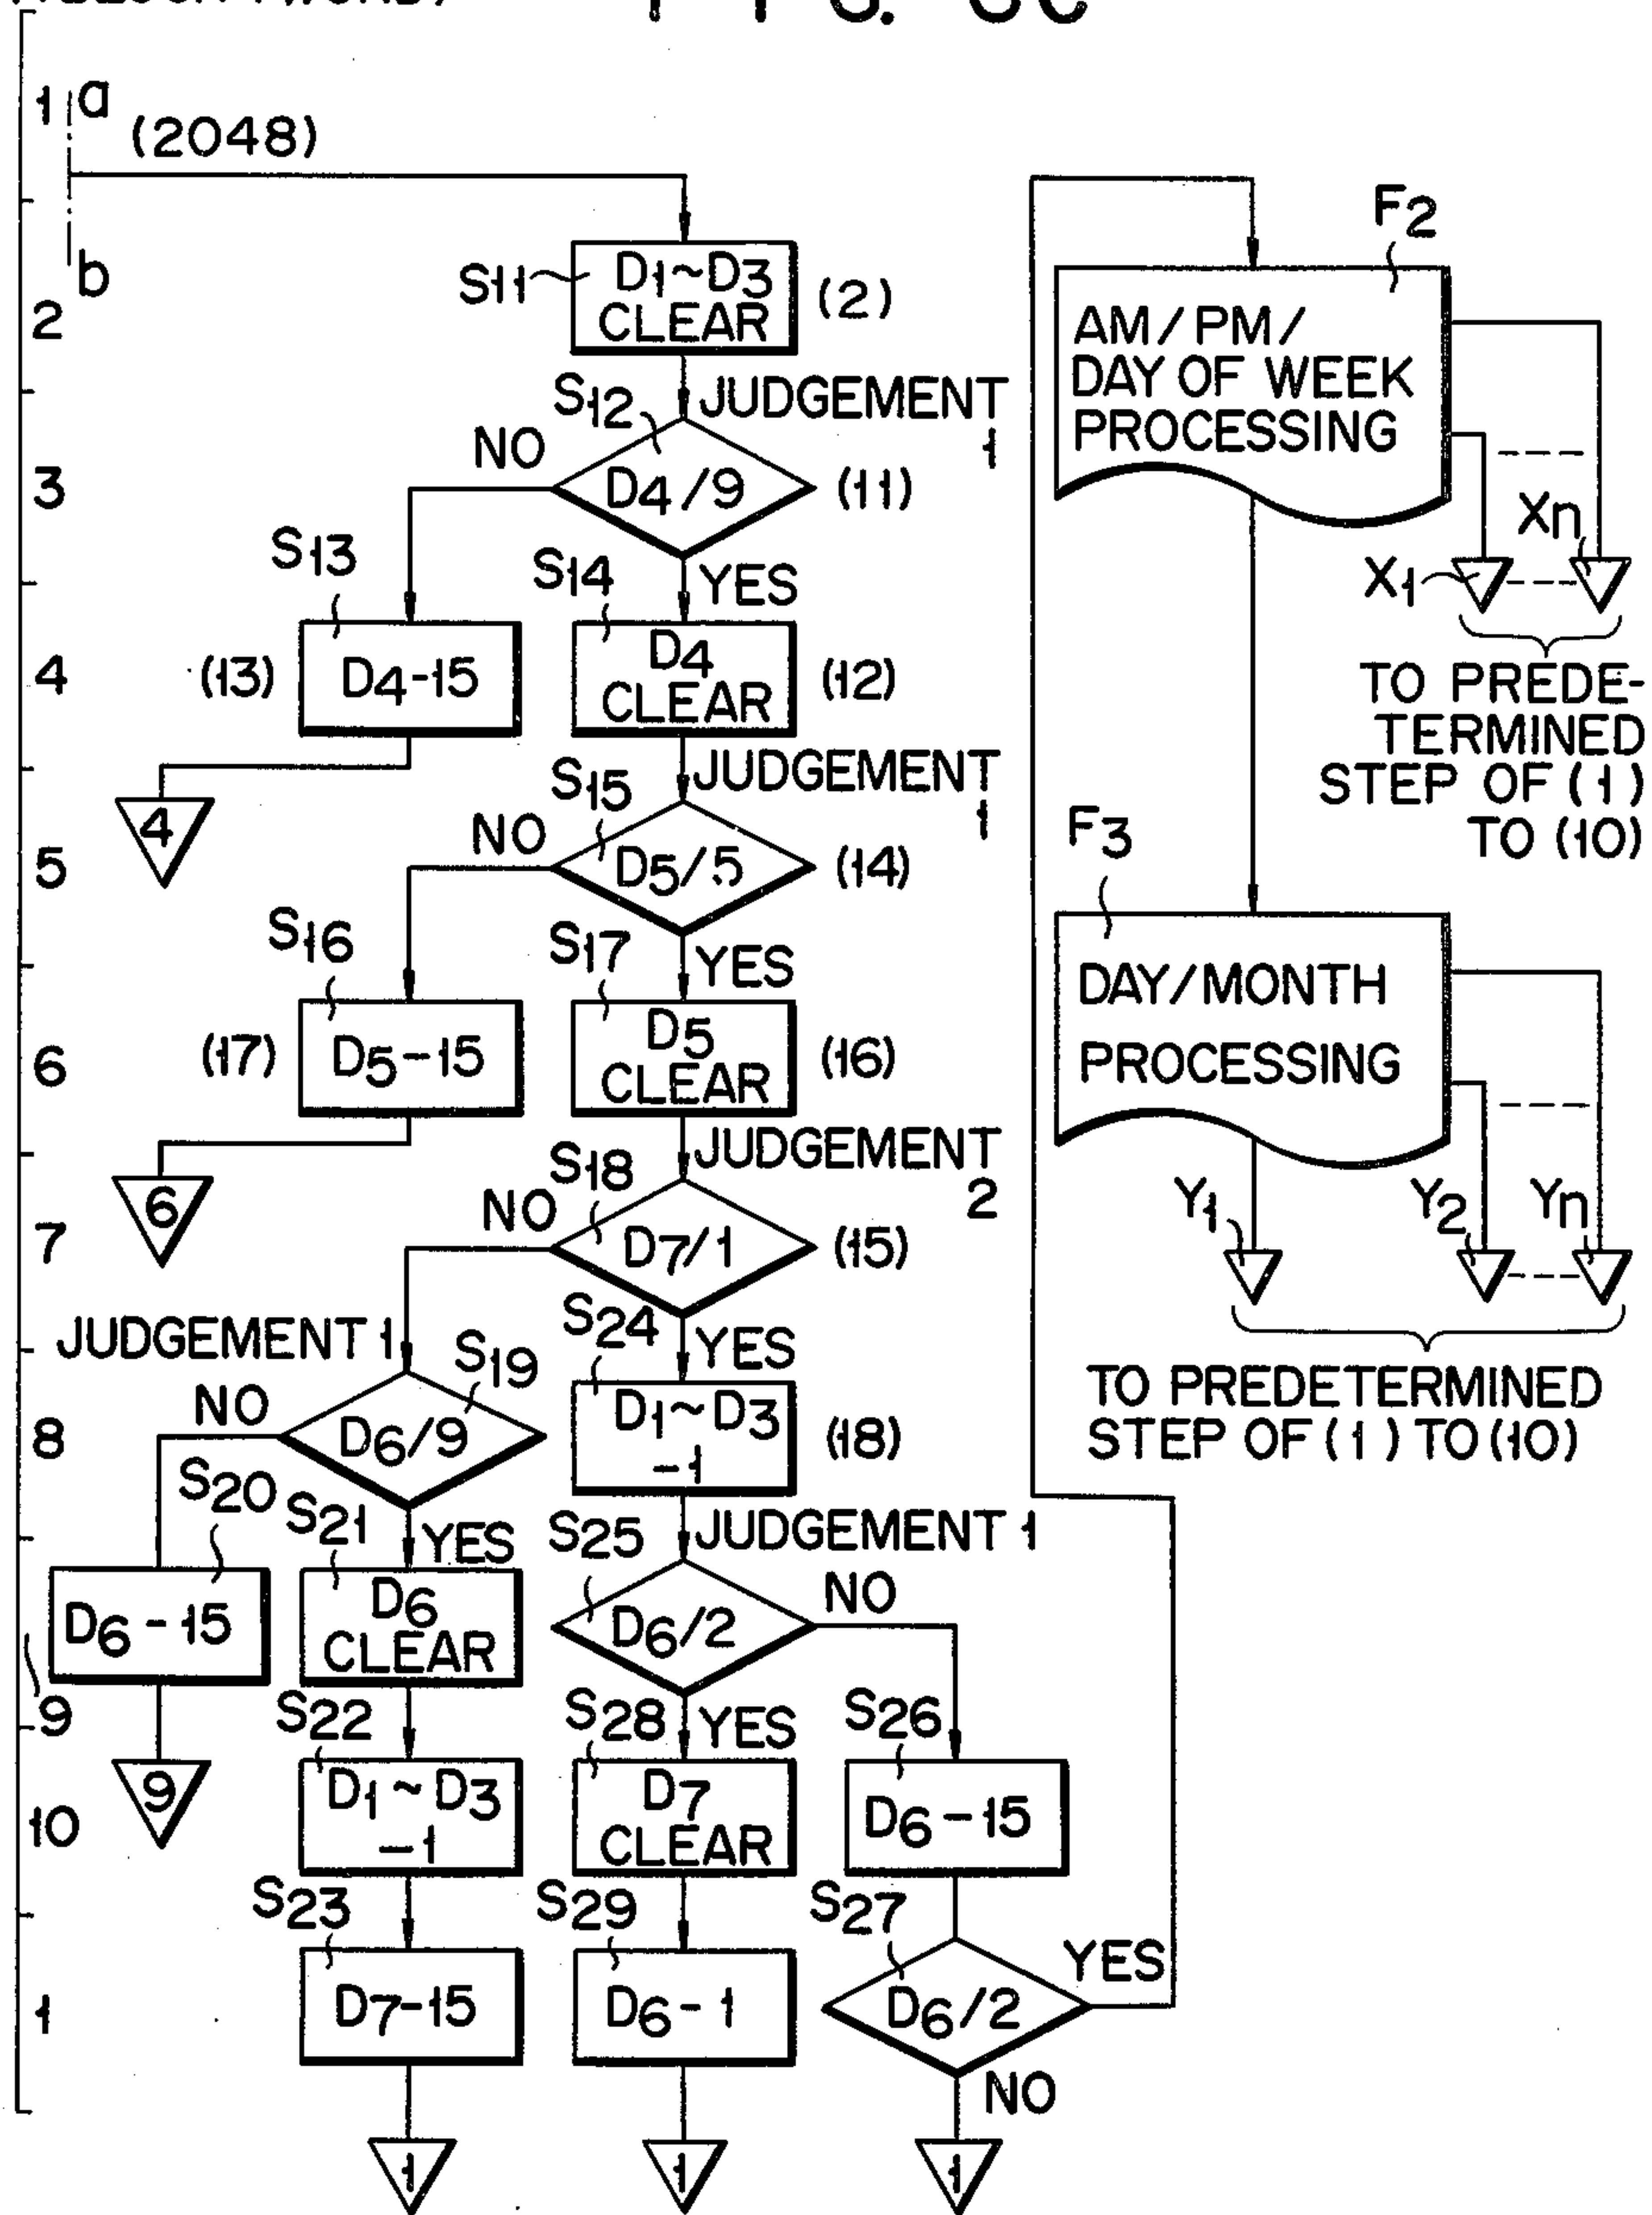 FIG. 6C
1
a
(2048)
b
2
S11
D1~D3
CLEAR
(2)
JUDGEMENT
1
S12
NO
3
D4/9
(11)
S13
S14
YES
4
(13)
D4-15
D4
CLEAR
(12)
JUDGEMENT
1
S15
4
NO
5
D5/5
(14)
S16
S17
YES
6
(17)
D5-15
D5
CLEAR
(16)
JUDGEMENT
2
S18
6
NO
7
D7/1
(15)
S24
YES
JUDGEMENT 1
S19
NO
8
D6/9
D1~D3
-1
(18)
S20
S21
YES
S25
JUDGEMENT 1
NO
D6-15
D6
CLEAR
D6/2
9
S22
S28
YES
S26
9
10
D1~D3
-1
D7
CLEAR
D6-15
S23
S29
S27
YES
1
D7-15
D6-1
D6/2
NO
1
1
1
F2
AM/PM/
DAY OF WEEK
PROCESSING
X1
Xn
TO PREDE-
TERMINED
STEP OF (1)
TO (10)
F3
DAY/MONTH
PROCESSING
Y1
Y2
Yn
TO PREDETERMINED
STEP OF (1) TO (10)